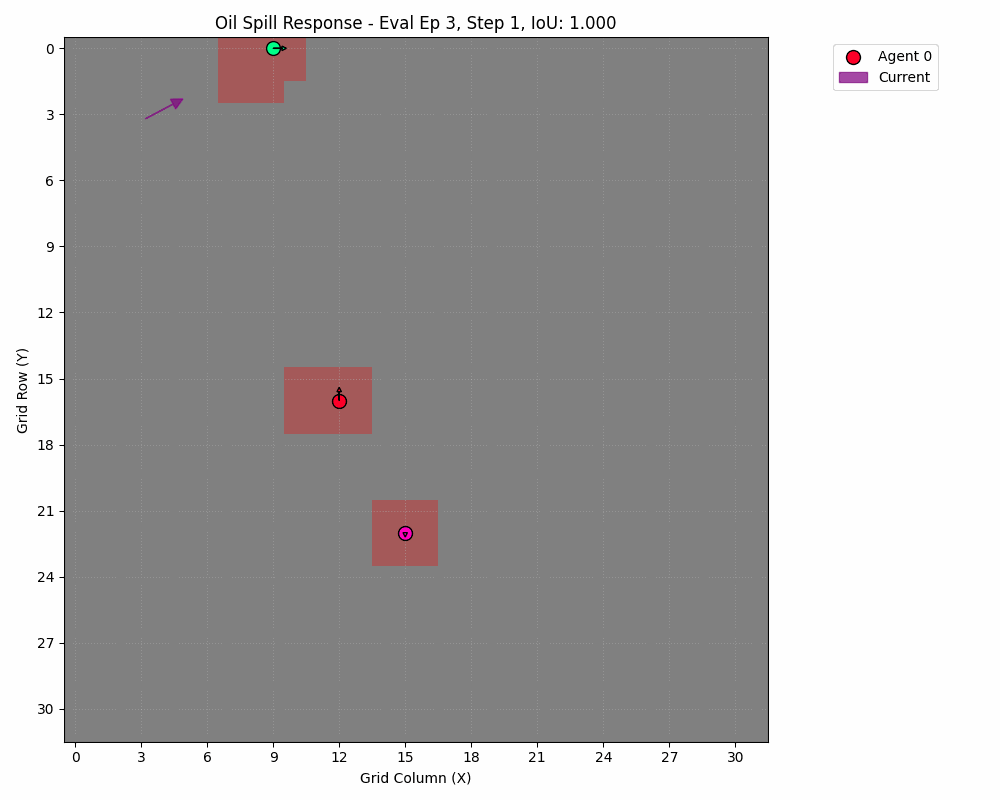 Oil Spill Response - Eval Ep 3, Step 1, IoU: 1.000
Agent 0
Current
Grid Row (Y)
0
3
6
9
12
15
18
21
24
27
30
0 3 6 9 12 15 18 21 24 27 30
Grid Column (X)